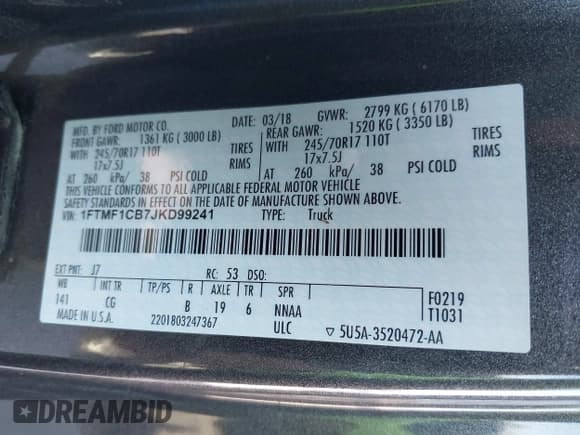 MFD. BY FORD MOTOR CO.
03/18 GVWR: 2799 KG ( 6170 LB)
FRONT GAWR: 1361 KG ( 3000 LB) REAR GAWR: 1520 KG ( 3350 LB)
WITH 245/70R17 110T TIRES WITH 245/70R17 110T TIRES
17x7.5J RIMS 17x7.5J RIMS
AT 260 kPa/ 38 PSI COLD AT 260 kPa/ 38 PSI COLD
THIS VEHICLE CONFORMS TO ALL APPLICABLE FEDERAL MOTOR VEHICLE
SAFETY STANDARDS IN EFFECT ON THE DATE OF MANUFACTURE SHOWN ABOVE.
VIN: 1FTMF1CB7JKD99241 TYPE: Truck
EXT PNT: J7 RC: 53 DSO:
WB INT TR TP/PS R AXLE TR SPR
141 CG B 19 6 NNAA
ULC
F0219
T1031
MADE IN U.S.A. 2201803247367
▽ 5U5A-3520472-AA
DREAMBID